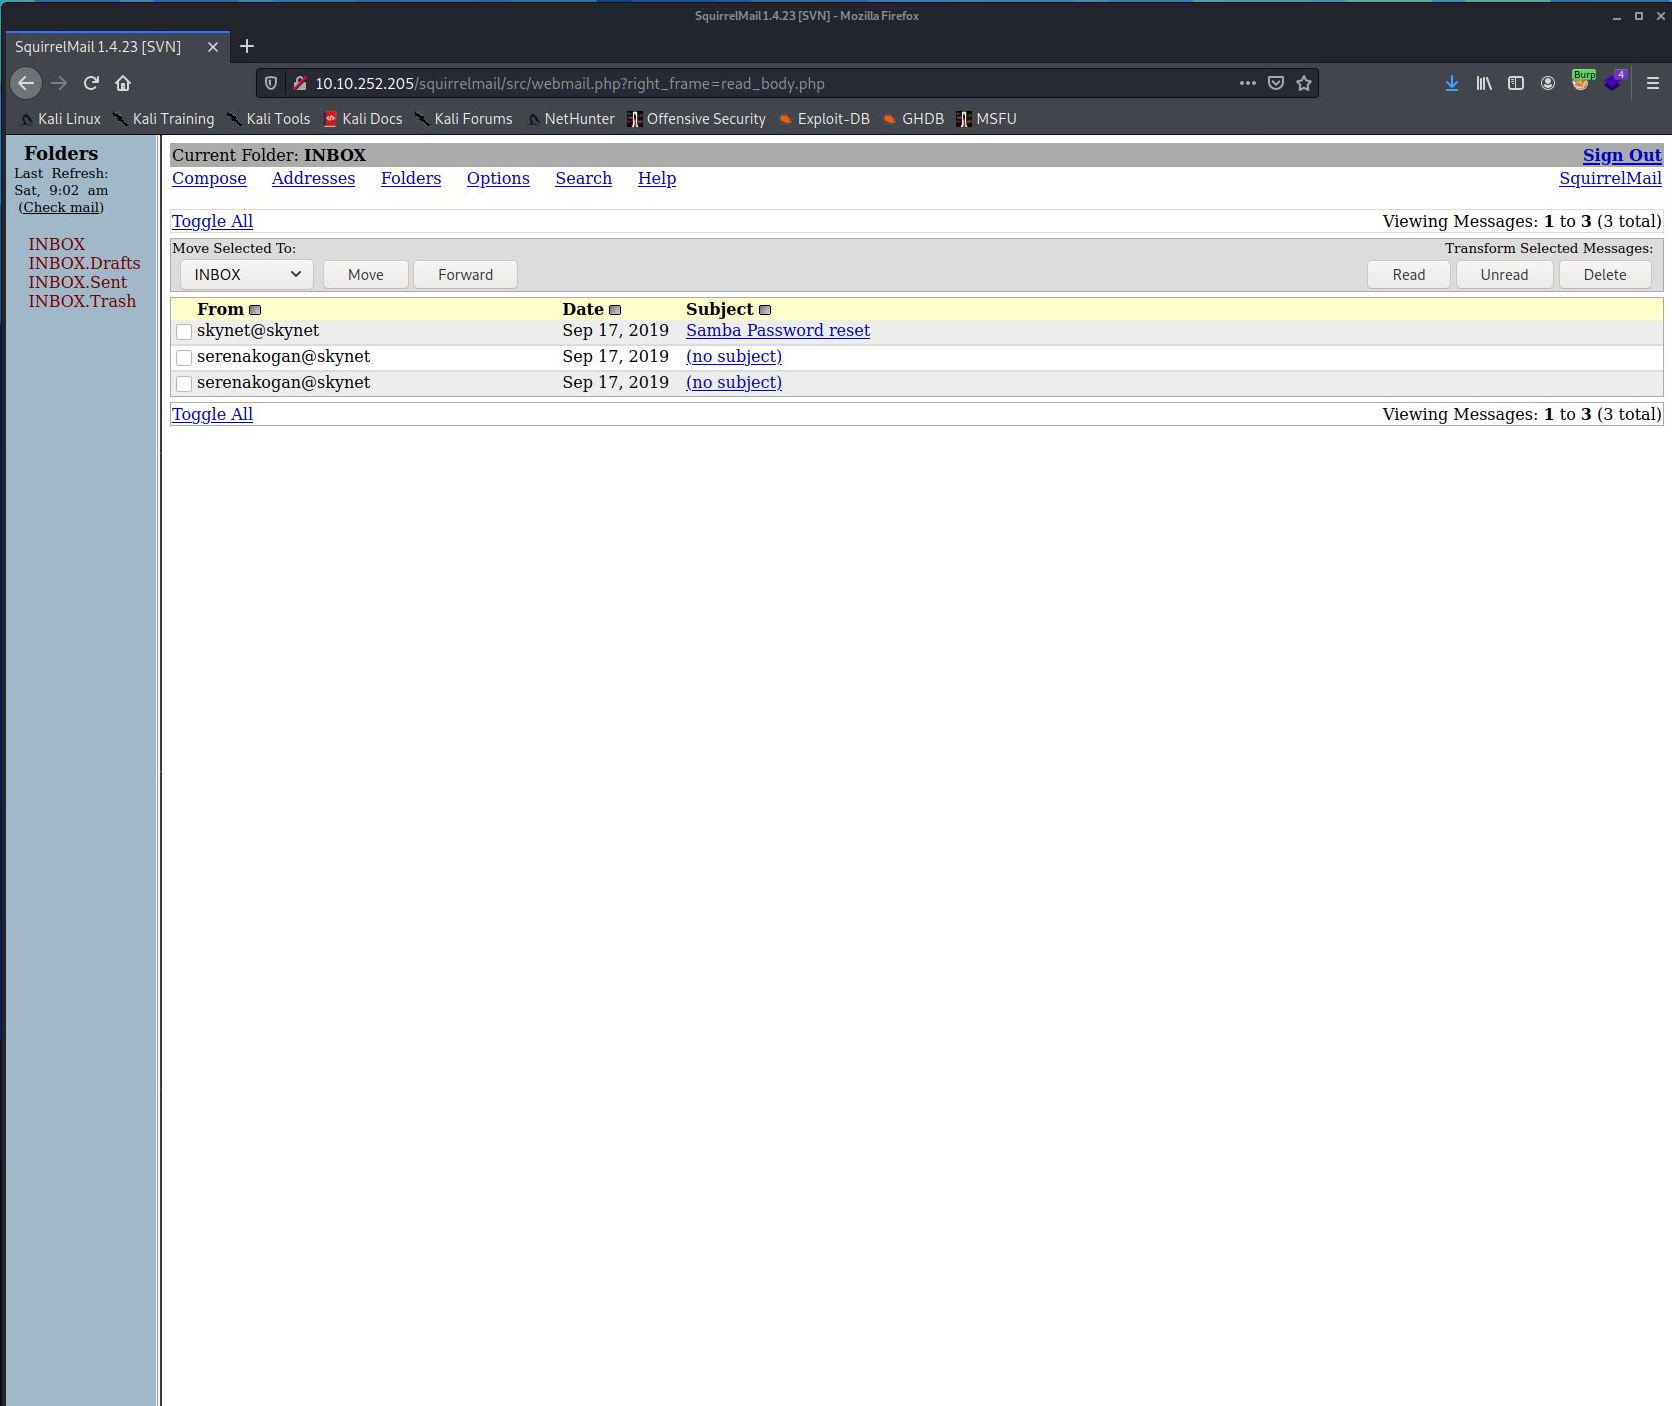 SquirrelMail 1.4.23 [SVN] - Mozilla Firefox
SquirrelMail 1.4.23 [SVN]
10.10.252.205/squirrelmail/src/webmail.php?right_frame=read_body.php
Burp
4
Kali Linux Kali Training Kali Tools Kali Docs Kali Forums NetHunter Offensive Security Exploit-DB GHDB MSFU
Folders
Last Refresh:
Sat, 9:02 am
(Check mail)
INBOX
INBOX.Drafts
INBOX.Sent
INBOX.Trash
Current Folder: INBOX Sign Out
Compose Addresses Folders Options Search Help SquirrelMail
Toggle All Viewing Messages: 1 to 3 (3 total)
Move Selected To: Transform Selected Messages:
INBOX Move Forward Read Unread Delete
From Date Subject
skynet@skynet Sep 17, 2019 Samba Password reset
serenakogan@skynet Sep 17, 2019 (no subject)
serenakogan@skynet Sep 17, 2019 (no subject)
Toggle All Viewing Messages: 1 to 3 (3 total)